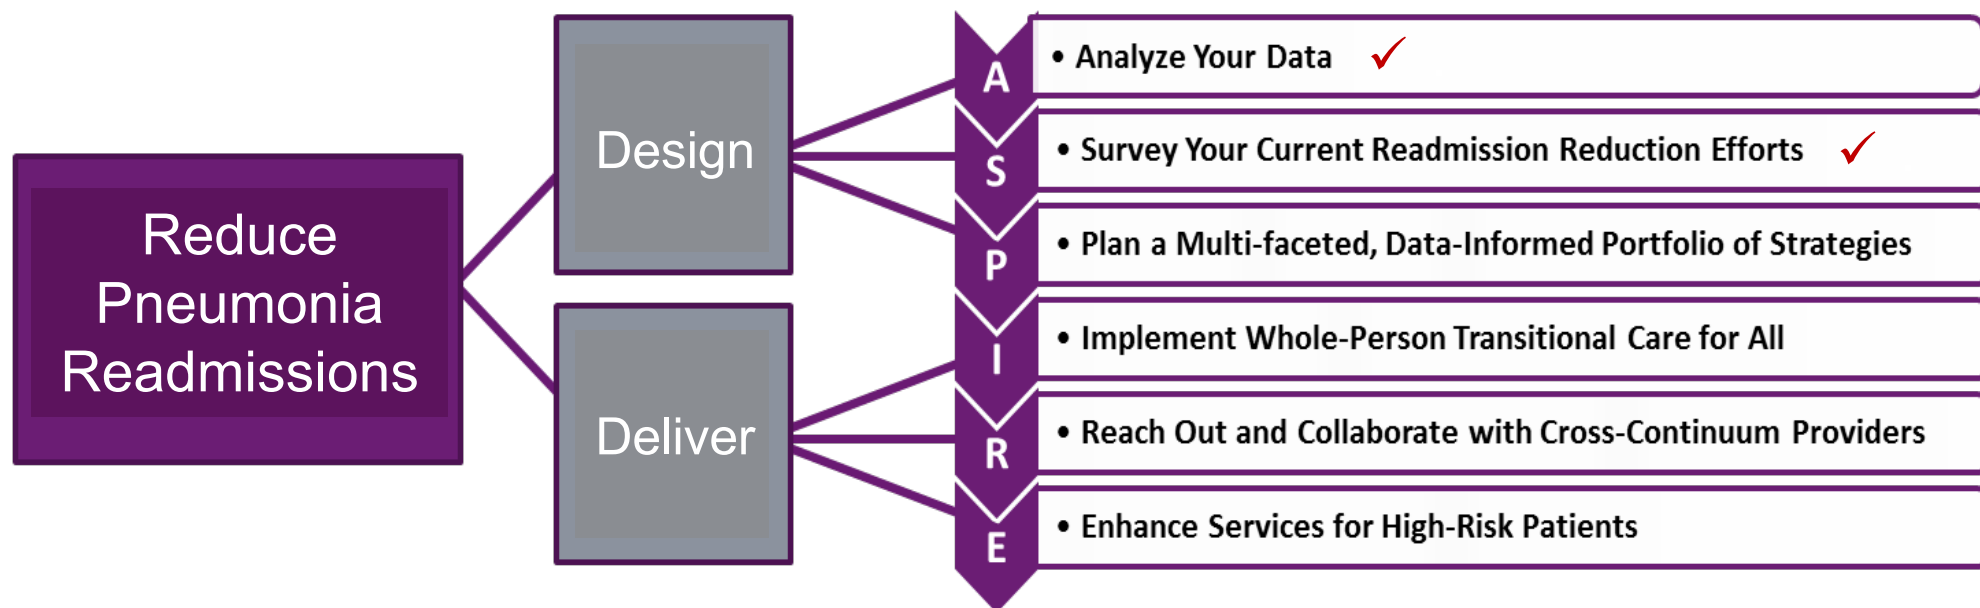 Reduce
Pneumonia
Readmissions
Design
Deliver
A
• Analyze Your Data ✓
S
• Survey Your Current Readmission Reduction Efforts ✓
P
• Plan a Multi-faceted, Data-Informed Portfolio of Strategies
I
• Implement Whole-Person Transitional Care for All
R
• Reach Out and Collaborate with Cross-Continuum Providers
E
• Enhance Services for High-Risk Patients